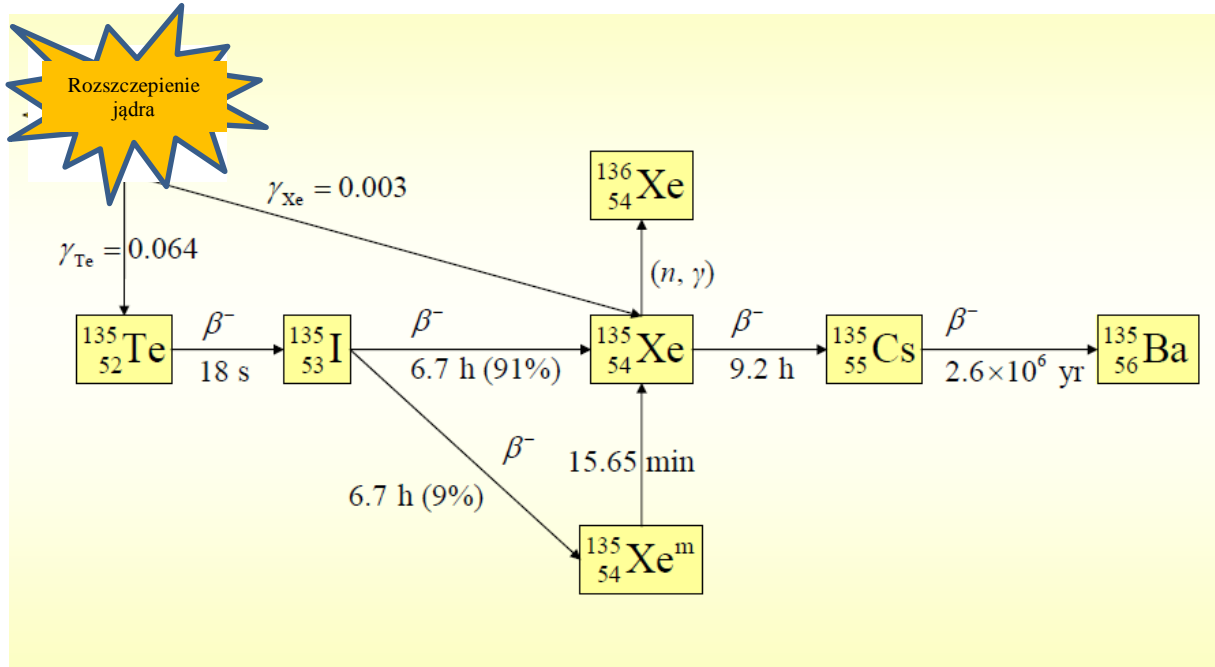 Rozszczepienie
jądra
γ_Xe = 0.003
¹³⁶₅₄Xe
γ_Te = 0.064
(n, γ)
¹³⁵₅₂Te
β⁻
18 s
¹³⁵₅₃I
β⁻
6.7 h (91%)
¹³⁵₅₄Xe
β⁻
9.2 h
¹³⁵₅₅Cs
β⁻
2.6×10⁶ yr
¹³⁵₅₆Ba
β⁻
6.7 h (9%)
15.65 min
¹³⁵₅₄Xeᵐ